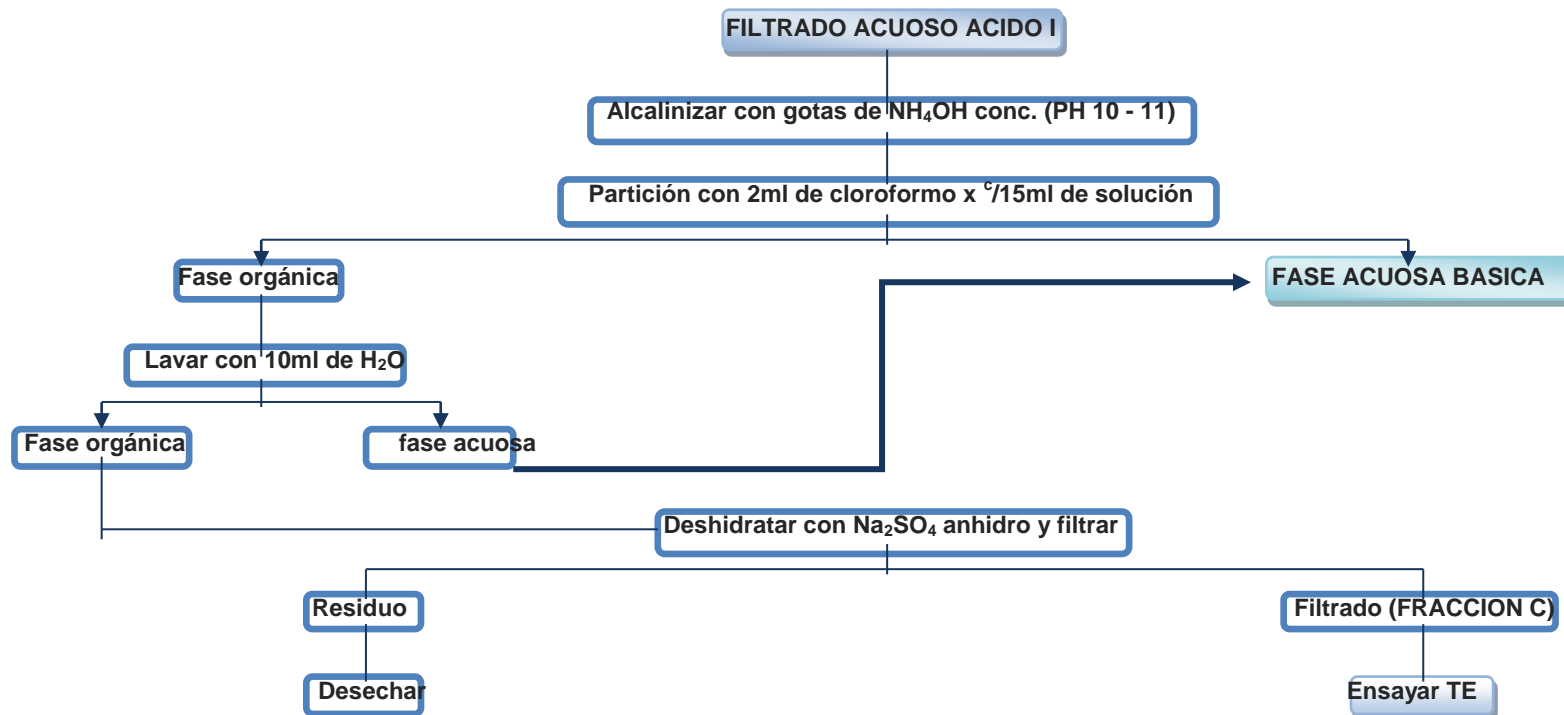 FILTRADO ACUOSO ACIDO I
Alcalinizar con gotas de NH₄OH conc. (PH 10 - 11)
Partición con 2ml de cloroformo x ᶜ/15ml de solución
Fase orgánica
FASE ACUOSA BASICA
Lavar con 10ml de H₂O
Fase orgánica
fase acuosa
Deshidratar con Na₂SO₄ anhidro y filtrar
Residuo
Filtrado (FRACCION C)
Desechar
Ensayar TE